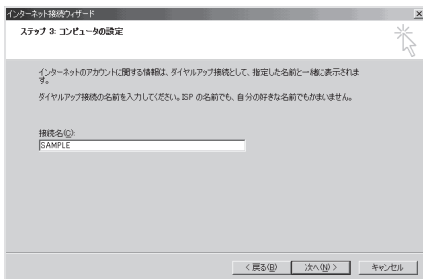 インターネット接続ウィザード
ステップ 3: コンピュータの設定
インターネットのアカウントに関する情報は、ダイヤルアップ接続として、指定した名前と一緒に表示されま
す。
ダイヤルアップ接続の名前を入力してください。ISP の名前でも、自分の好きな名前でもかまいません。
接続名(C):
SAMPLE
< 戻る(B) 次へ(N) > キャンセル